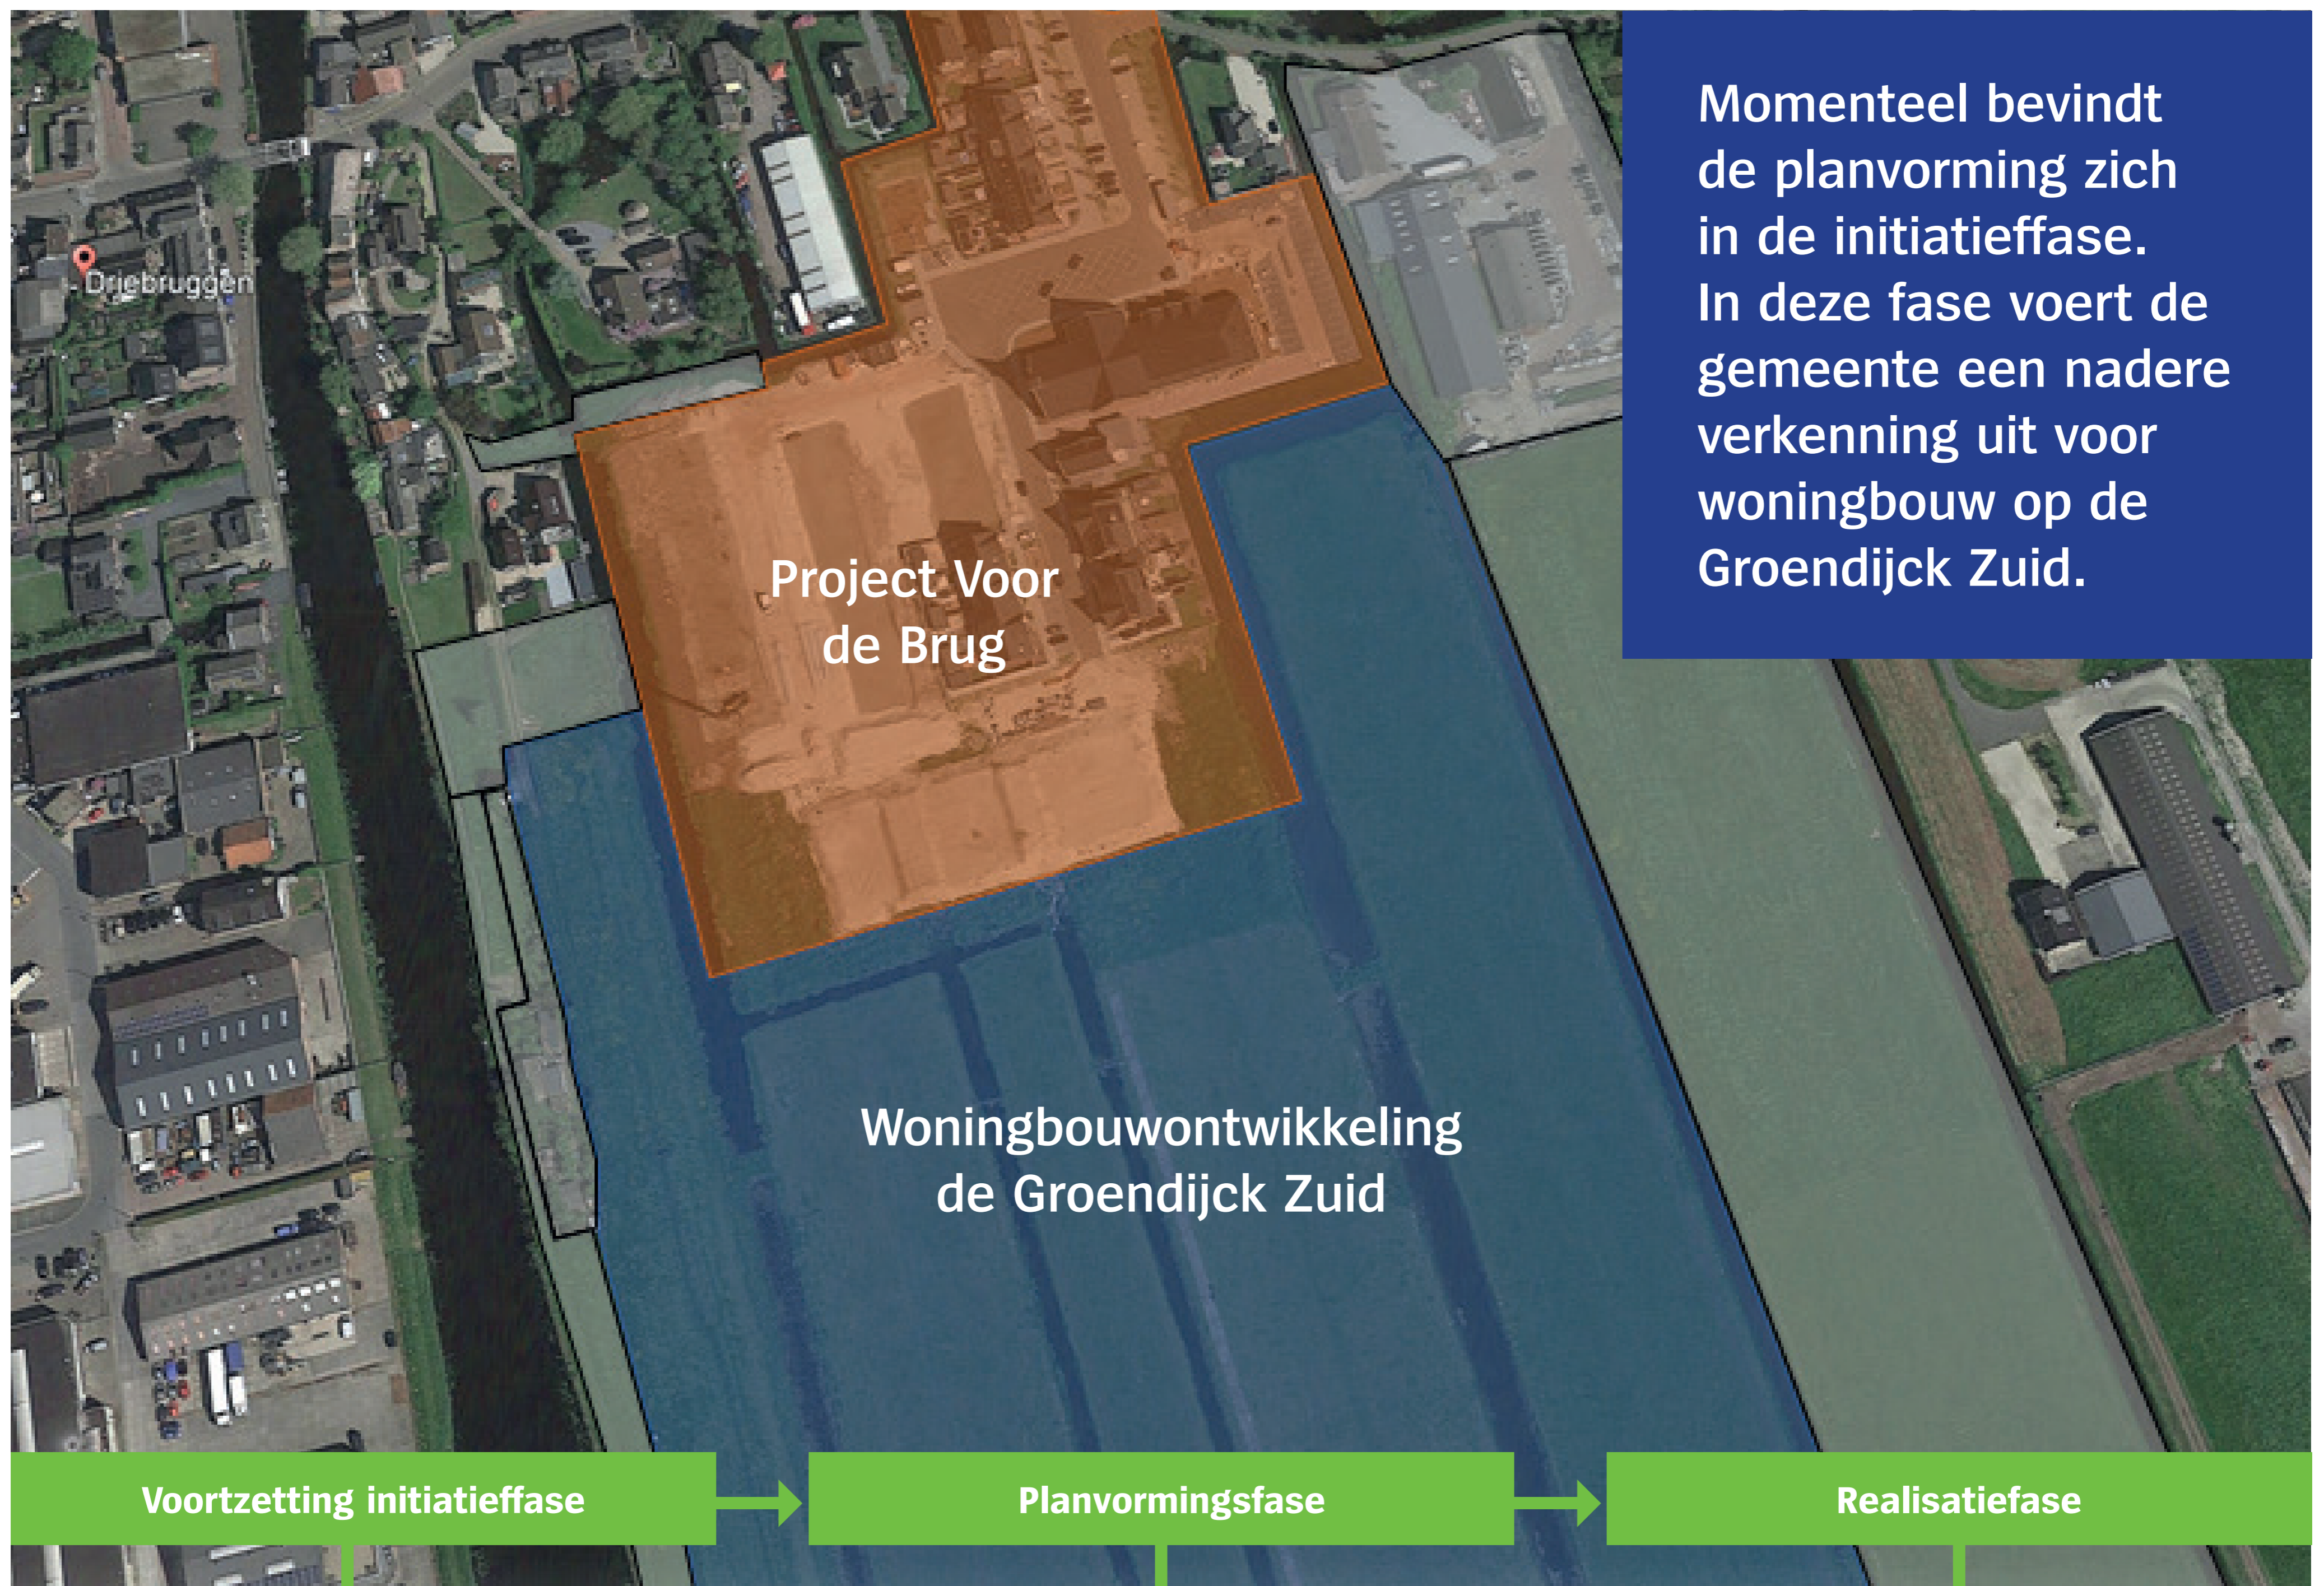 Momenteel bevindt
de planvorming zich
in de initiatieffase.
In deze fase voert de
gemeente een nadere
verkenning uit voor
woningbouw op de
Groendijck Zuid.
Driebruggen
Project Voor
de Brug
Woningbouwontwikkeling
de Groendijck Zuid
Voortzetting initiatieffase
Planvormingsfase
Realisatiefase